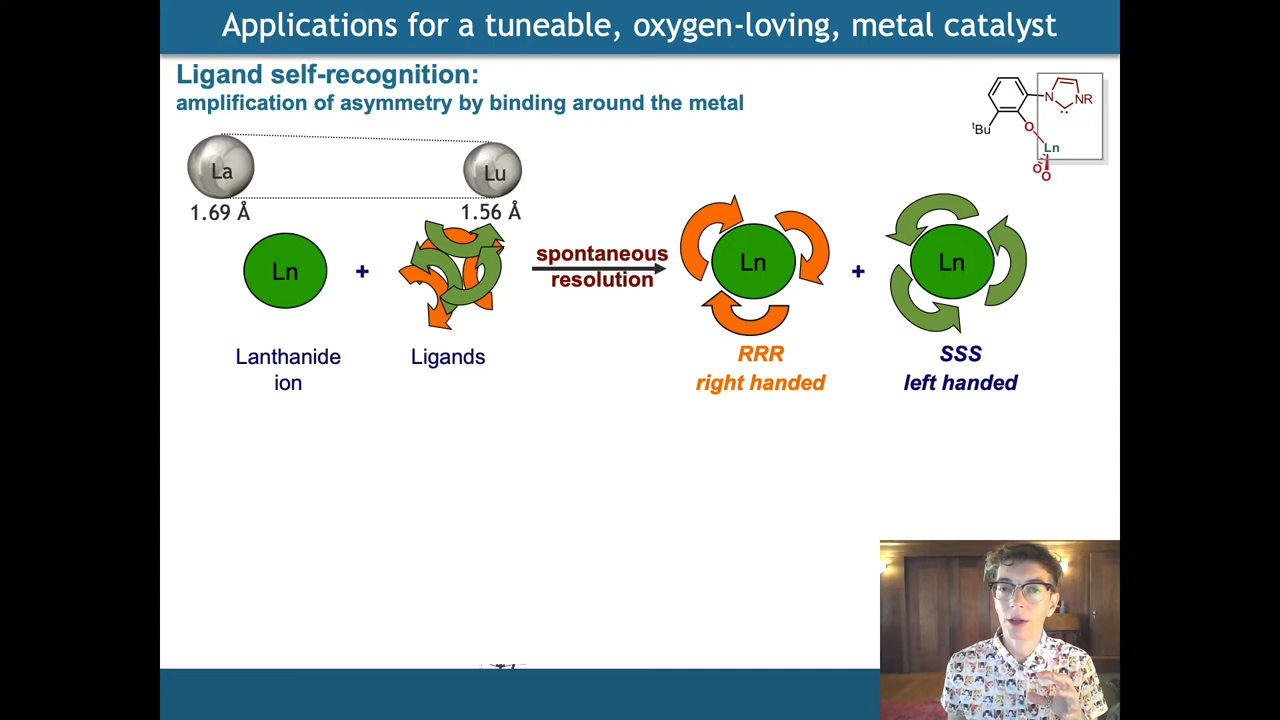 Applications for a tuneable, oxygen-loving, metal catalyst
Ligand self-recognition:
amplification of asymmetry by binding around the metal
N
NR
O
tBu
Ln
O
O
La
Lu
1.69 Å
1.56 Å
Ln
+
spontaneous
resolution
Ln
+
Ln
Lanthanide
ion
Ligands
RRR
right handed
SSS
left handed